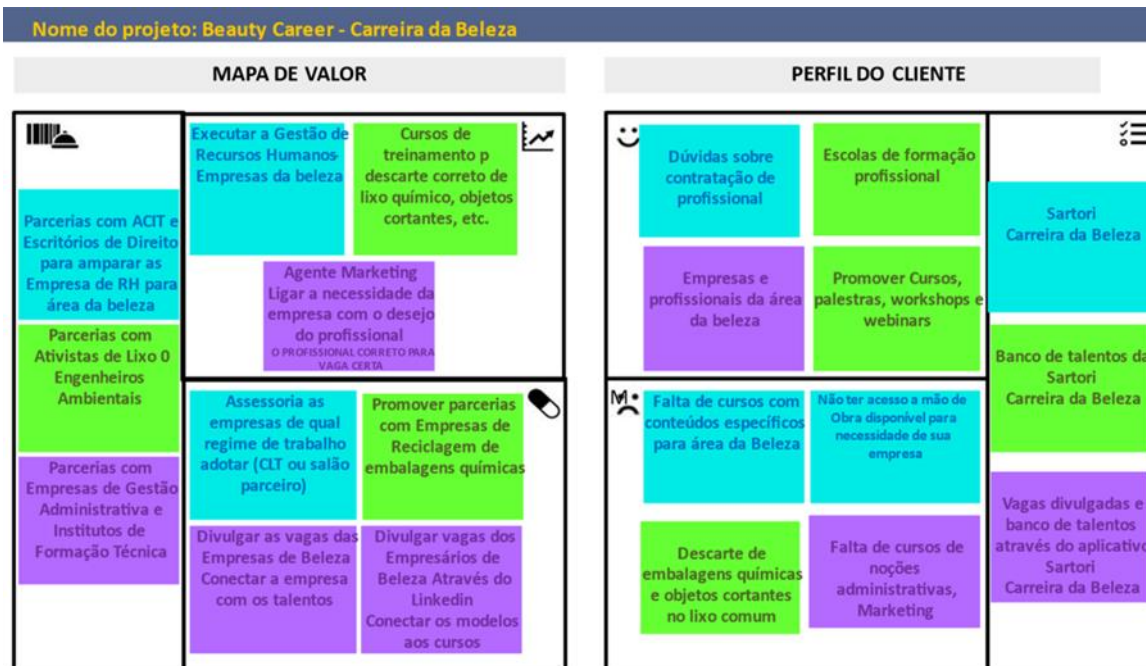 Nome do projeto: Beauty Career - Carreira da Beleza
MAPA DE VALOR
Parcerias com ACIT e
Escritórios de Direito
para amparar as
Empresa de RH para
área da beleza
Parcerias com
Ativistas de Lixo 0
Engenheiros
Ambientais
Parcerias com
Empresas de Gestão
Administrativa e
Institutos de
Formação Técnica
Executar a Gestão de
Recursos Humanos-
Empresas da beleza
Cursos de
treinamento p
descarte correto de
lixo químico, objetos
cortantes, etc.
Agente Marketing
Ligar a necessidade da
empresa com o desejo
do profissional
O PROFISSIONAL CORRETO PARA
VAGA CERTA
Assessoria as
empresas de qual
regime de trabalho
adotar (CLT ou salão
parceiro)
Promover parcerias
com Empresas de
Reciclagem de
embalagens químicas
Divulgar as vagas das
Empresas de Beleza
Conectar a empresa
com os talentos
Divulgar vagas dos
Empresários de
Beleza Através do
Linkedin
Conectar os modelos
aos cursos
PERFIL DO CLIENTE
Dúvidas sobre
contratação de
profissional
Escolas de formação
profissional
Empresas e
profissionais da área
da beleza
Promover Cursos,
palestras, workshops e
webinars
M
Falta de cursos com
conteúdos específicos
para área da Beleza
Não ter acesso a mão de
Obra disponível para
necessidade de sua
empresa
Descarte de
embalagens químicas
e objetos cortantes
no lixo comum
Falta de cursos de
noções
administrativas,
Marketing
Sartori
Carreira da Beleza
Banco de talentos da
Sartori
Carreira da Beleza
Vagas divulgadas e
banco de talentos
através do aplicativo
Sartori
Carreira da Beleza